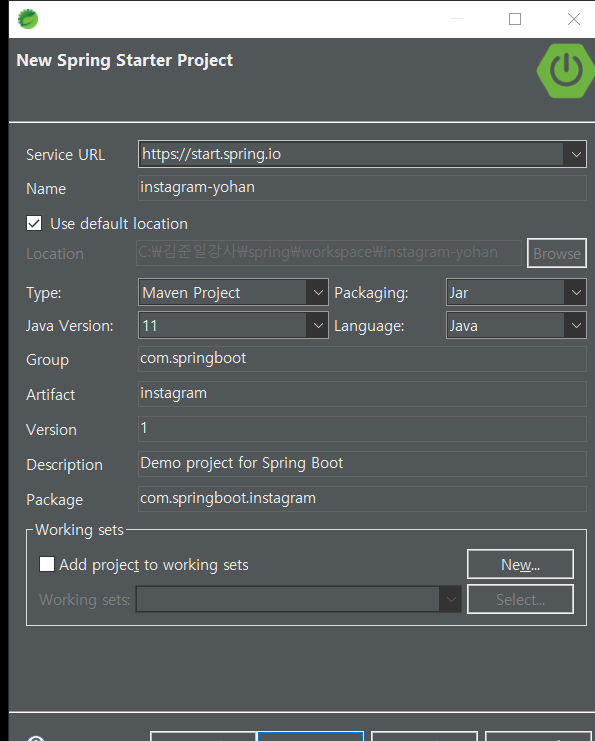 New Spring Starter Project
Service URL https://start.spring.io
Name instagram-yohan
Use default location
Location C:₩김준일강사₩spring₩workspace₩instagram-yohan Browse
Type: Maven Project Packaging: Jar
Java Version: 11 Language: Java
Group com.springboot
Artifact instagram
Version 1
Description Demo project for Spring Boot
Package com.springboot.instagram
Working sets
Add project to working sets New...
Working sets: Select...